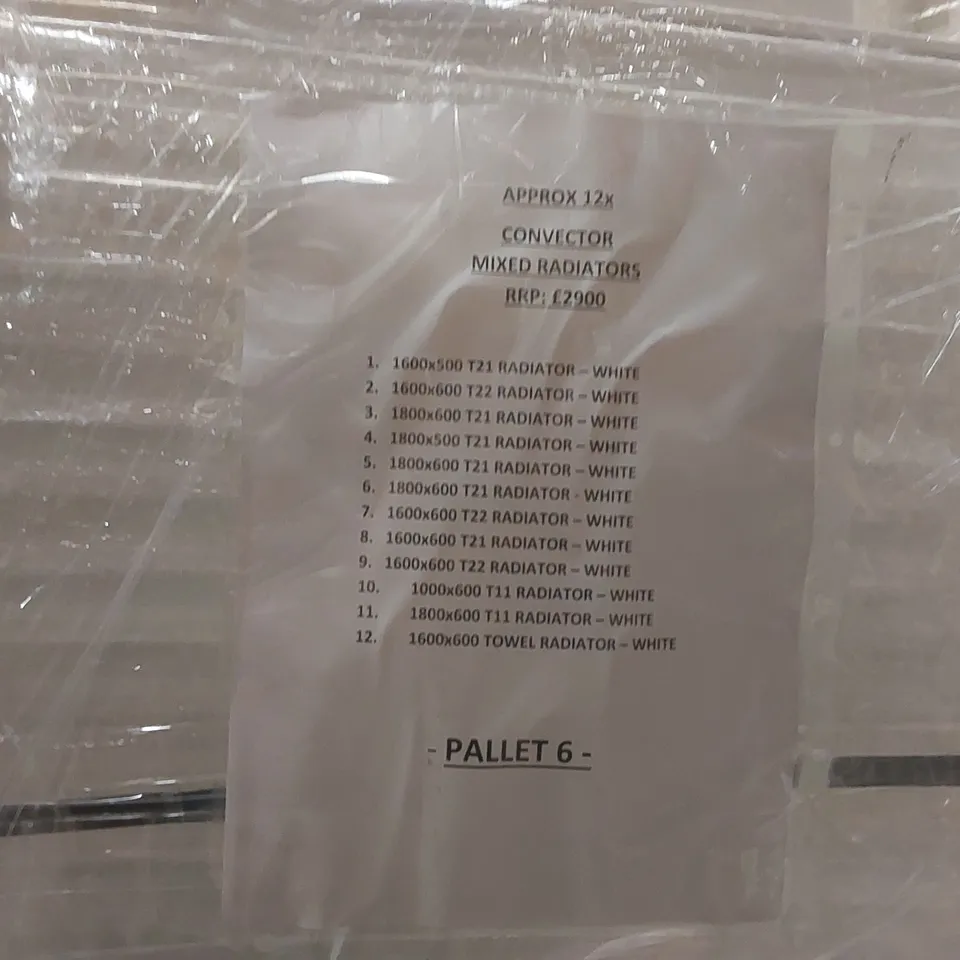 APPROX 12x
CONVECTOR
MIXED RADIATORS
RRP: £2900
1. 1600x500 T21 RADIATOR – WHITE
2. 1600x600 T22 RADIATOR – WHITE
3. 1800x600 T21 RADIATOR – WHITE
4. 1800x500 T21 RADIATOR – WHITE
5. 1800x600 T21 RADIATOR – WHITE
6. 1800x600 T21 RADIATOR - WHITE
7. 1600x600 T22 RADIATOR – WHITE
8. 1600x600 T21 RADIATOR – WHITE
9. 1600x600 T22 RADIATOR – WHITE
10. 1000x600 T11 RADIATOR – WHITE
11. 1800x600 T11 RADIATOR – WHITE
12. 1600x600 TOWEL RADIATOR – WHITE
- PALLET 6 -